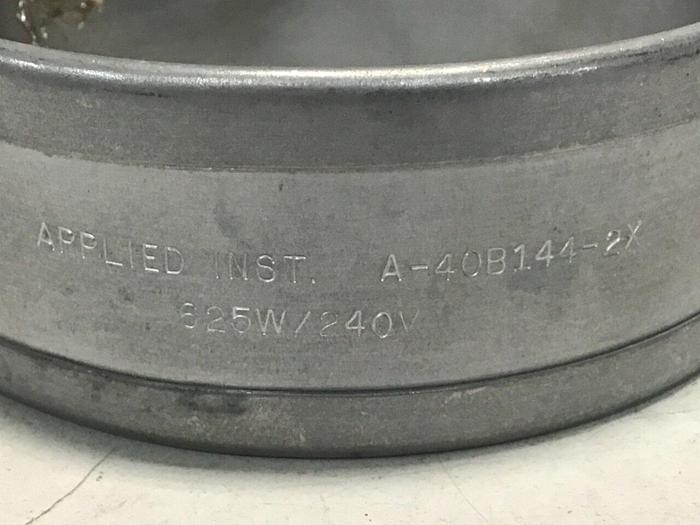 APPLIED INST. A-40B144-2X
625W/240V